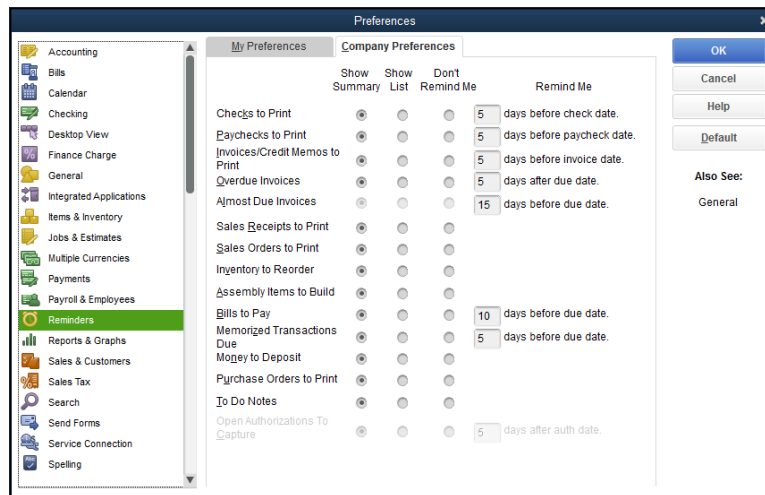 Preferences
x
Accounting
Bills
Calendar
Checking
Desktop View
Finance Charge
General
Integrated Applications
Items & Inventory
Jobs & Estimates
Multiple Currencies
Payments
Payroll & Employees
Reminders
Reports & Graphs
Sales & Customers
Sales Tax
Search
Send Forms
Service Connection
Spelling
My Preferences
Company Preferences
Show Summary
Show List
Don't Remind Me
Remind Me
Checks to Print 5 days before check date.
Paychecks to Print 5 days before paycheck date.
Invoices/Credit Memos to
Print 5 days before invoice date.
Overdue Invoices 5 days after due date.
Almost Due Invoices 15 days before due date.
Sales Receipts to Print
Sales Orders to Print
Inventory to Reorder
Assembly Items to Build
Bills to Pay 10 days before due date.
Memorized Transactions
Due 5 days before due date.
Money to Deposit
Purchase Orders to Print
To Do Notes
Open Authorizations To
Capture 5 days after auth date.
OK
Cancel
Help
Default
Also See:
General